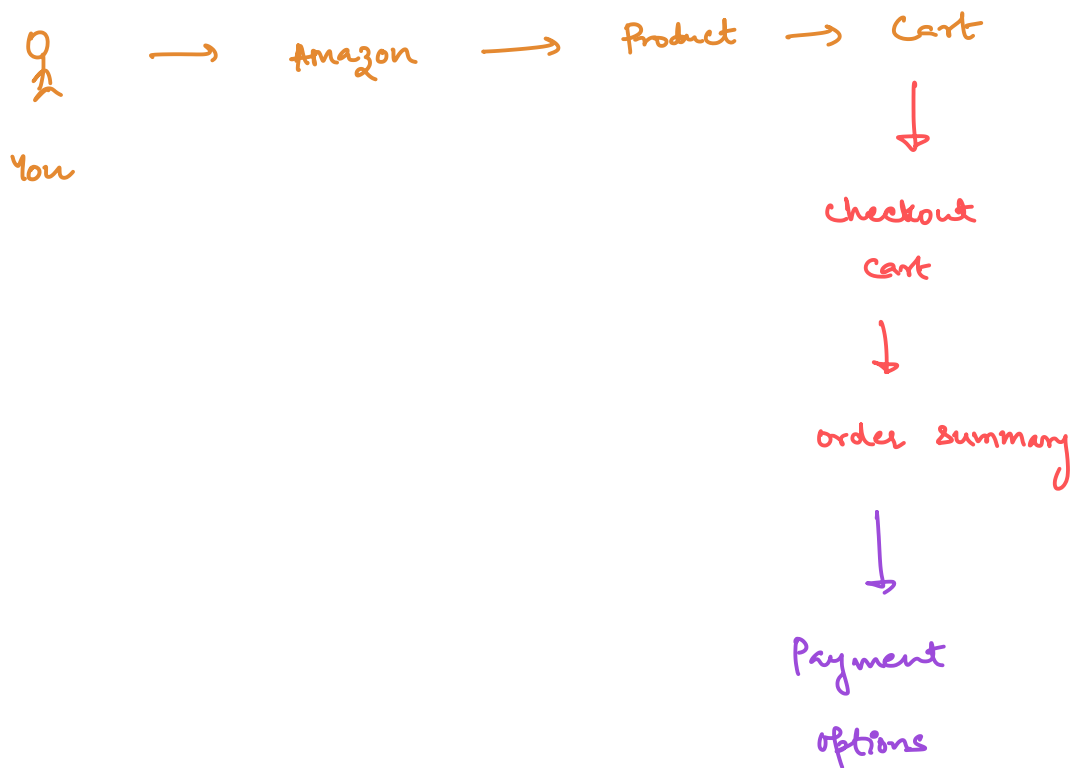 Amazon
Product
Cart
You
Checkout
Cart
order summary
Payment
options